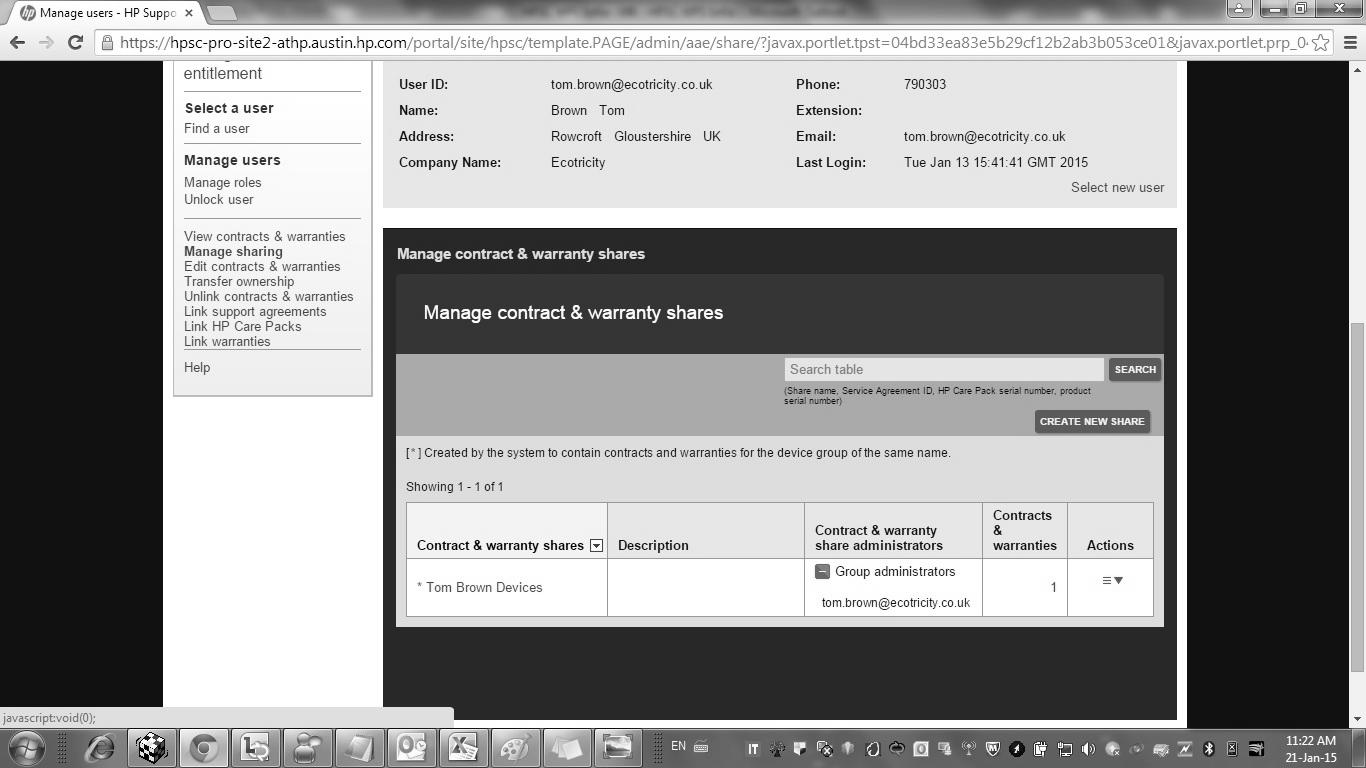 Manage users - HP Suppo
https://hpsc-pro-site2-athp.austin.hp.com/portal/site/hpsc/template.PAGE/admin/aae/share/?javax.portlet.tpst=04bd33ea83e5b29cf12b2ab3b053ce01&javax.portlet.prp_0
entitlement
Select a user
Find a user
Manage users
Manage roles
Unlock user
View contracts & warranties
Manage sharing
Edit contracts & warranties
Transfer ownership
Unlink contracts & warranties
Link support agreements
Link HP Care Packs
Link warranties
Help
User ID: tom.brown@ecotricity.co.uk Phone: 790303
Name: Brown Tom Extension:
Address: Rowcroft Gloustershire UK Email: tom.brown@ecotricity.co.uk
Company Name: Ecotricity Last Login: Tue Jan 13 15:41:41 GMT 2015
Select new user
Manage contract & warranty shares
Manage contract & warranty shares
Search table SEARCH
(Share name, Service Agreement ID, HP Care Pack serial number, product
serial number)
CREATE NEW SHARE
[*] Created by the system to contain contracts and warranties for the device group of the same name.
Showing 1 - 1 of 1
Contract & warranty shares Description Contract & warranty share administrators Contracts & warranties Actions
* Tom Brown Devices Group administrators 1
tom.brown@ecotricity.co.uk
javascript:void(0);
EN IT 11:22 AM
21-Jan-15